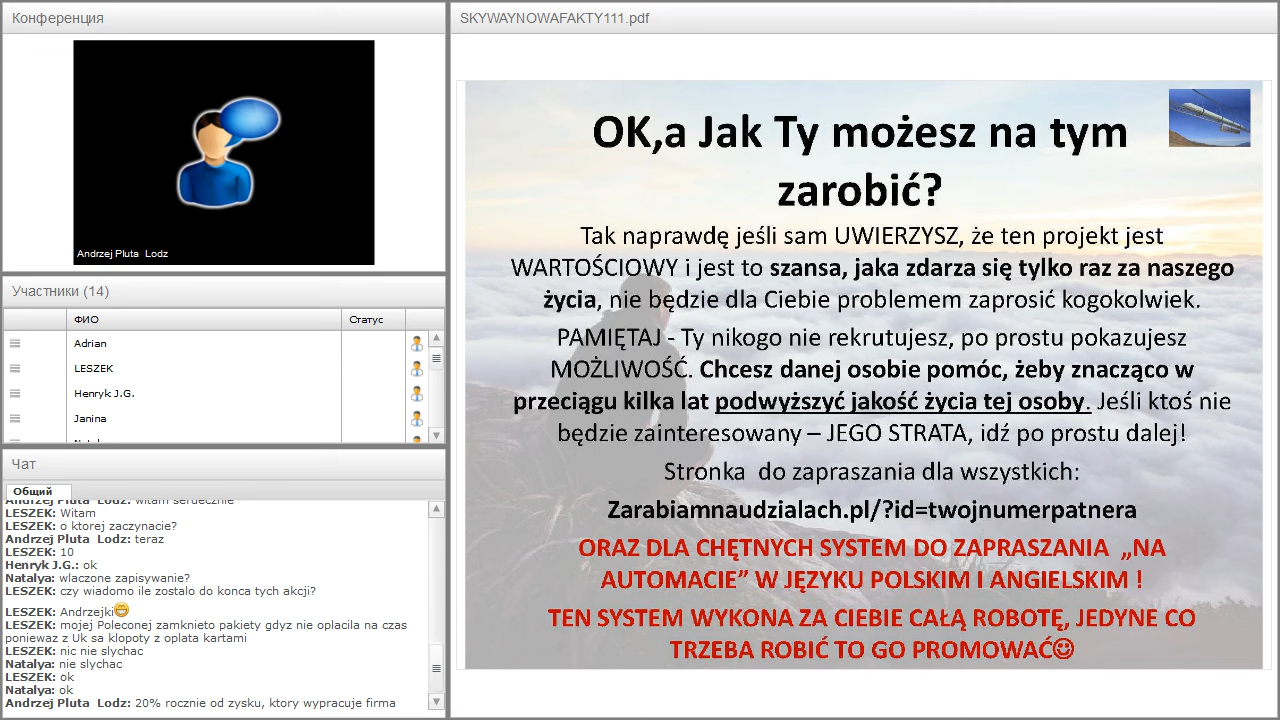 Конференция
Andrzej Pluta Lodz
Участники (14)
ФИО
Статус
Adrian
LESZEK
Henryk J.G.
Janina
Чат
Общий
Andrzej Pluta Lodz: witam serdecznie
LESZEK: Witam
LESZEK: o ktorej zaczynacie?
Andrzej Pluta Lodz: teraz
LESZEK: 10
Henryk J.G.: ok
Natalya: wlaczone zapisywanie?
LESZEK: czy wiadomo ile zostalo do konca tych akcji?
LESZEK: Andrzejki😁
LESZEK: mojej Poleconej zamknieto pakiety gdyz nie oplacila na czas
poniewaz z Uk sa klopoty z oplata kartami
LESZEK: nic nie slychac
Natalya: nie slychac
LESZEK: ok
Natalya: ok
Andrzej Pluta Lodz: 20% rocznie od zysku, ktory wypracuje firma
SKYWAYNOWAFAKTY111.pdf
OK,a Jak Ty możesz na tym
zarobić?
Tak naprawdę jeśli sam UWIERZYSZ, że ten projekt jest
WARTOŚCIOWY i jest to szansa, jaka zdarza się tylko raz za naszego
życia, nie będzie dla Ciebie problemem zaprosić kogokolwiek.
PAMIĘTAJ - Ty nikogo nie rekrutujesz, po prostu pokazujesz
MOŻLIWOŚĆ. Chcesz danej osobie pomóc, żeby znacząco w
przeciągu kilka lat podwyższyć jakość życia tej osoby. Jeśli ktoś nie
będzie zainteresowany – JEGO STRATA, idź po prostu dalej!
Stronka do zapraszania dla wszystkich:
Zarabiamnaudzialach.pl/?id=twojnumerpatnera
ORAZ DLA CHĘTNYCH SYSTEM DO ZAPRASZANIA „NA
AUTOMACIE” W JĘZYKU POLSKIM I ANGIELSKIM !
TEN SYSTEM WYKONA ZA CIEBIE CAŁĄ ROBOTĘ, JEDYNE CO
TRZEBA ROBIĆ TO GO PROMOWAĆ☺